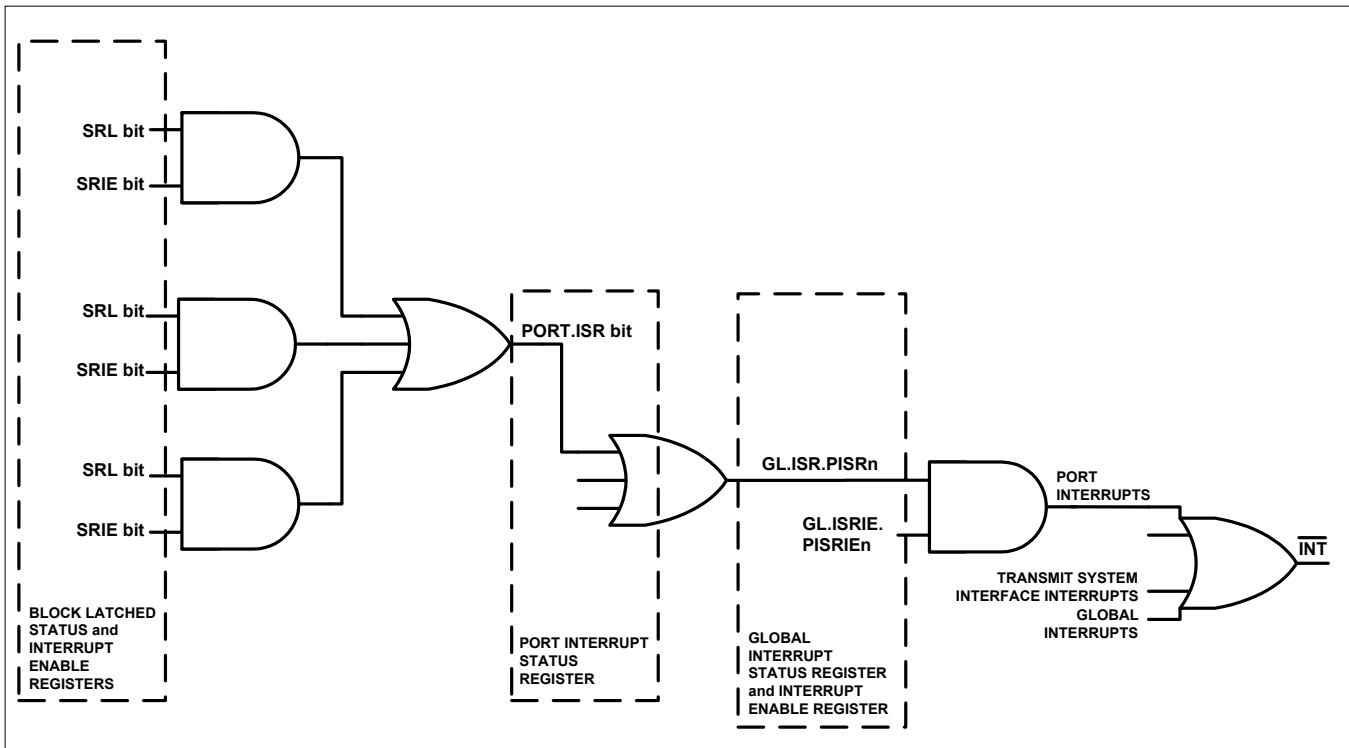 SRL bit
SRIE bit
SRL bit
SRIE bit
SRL bit
SRIE bit
BLOCK LATCHED
STATUS and
INTERRUPT
ENABLE
REGISTERS
PORT.ISR bit
PORT INTERRUPT
STATUS
REGISTER
GL.ISR.PISRn
GL.ISRIE.
PISRIEn
GLOBAL
INTERRUPT
STATUS REGISTER
and INTERRUPT
ENABLE REGISTER
PORT
INTERRUPTS
TRANSMIT SYSTEM
INTERFACE INTERRUPTS
GLOBAL
INTERRUPTS
INT